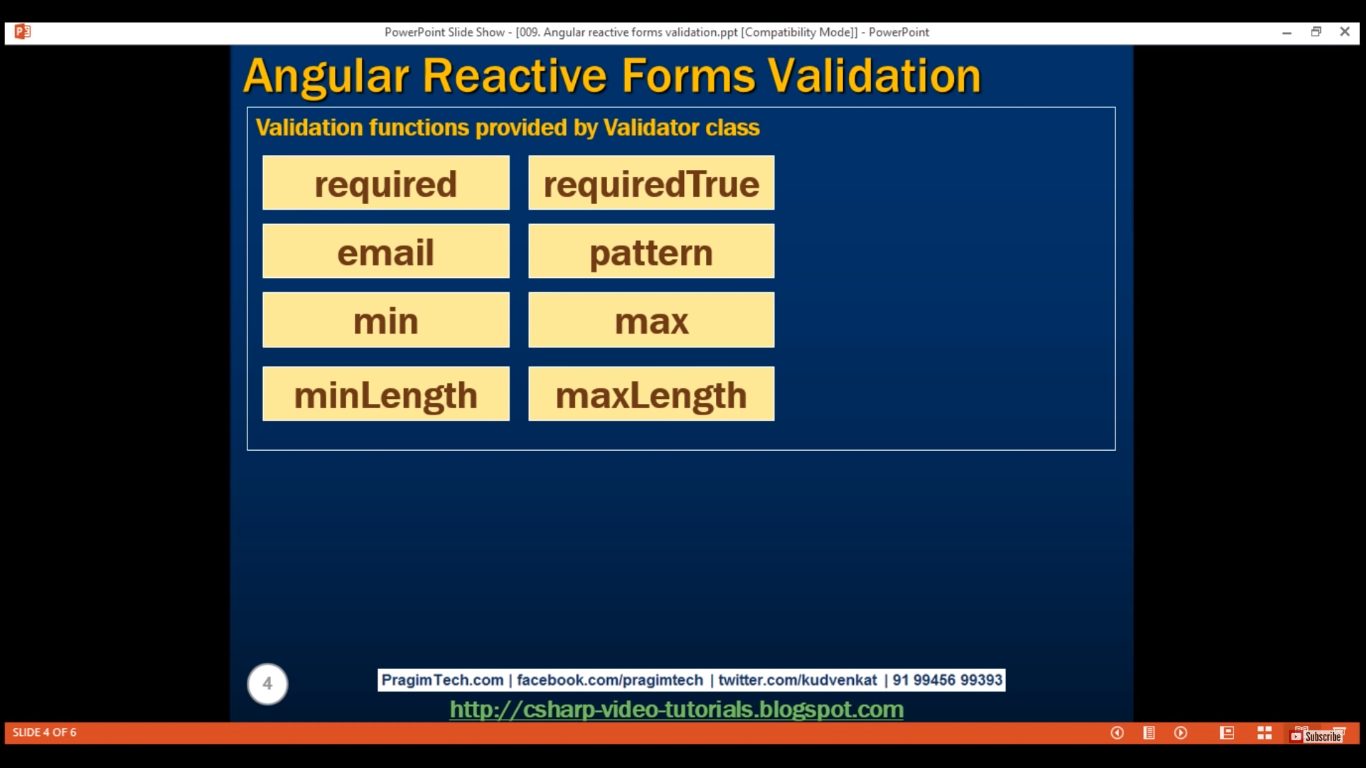 PowerPoint Slide Show - [009. Angular reactive forms validation.ppt [Compatibility Mode]] - PowerPoint
Angular Reactive Forms Validation
Validation functions provided by Validator class
required requiredTrue
email pattern
min max
minLength maxLength
4
PragimTech.com | facebook.com/pragimtech | twitter.com/kudvenkat | 91 99456 99393
http://csharp-video-tutorials.blogspot.com
SLIDE 4 OF 6
Subscribe